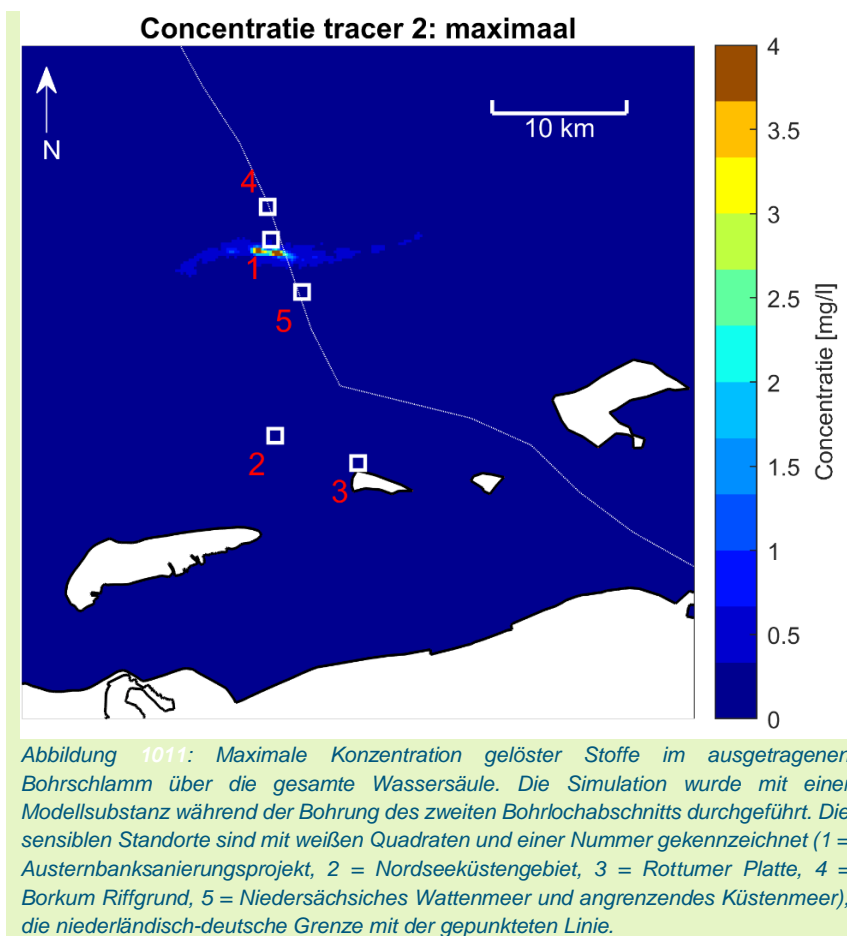 Concentratie tracer 2: maximaal
N
10 km
4
1
5
2
3
4
3.5
3
2.5
2
1.5
1
0.5
0
Concentratie [mg/l]
Abbildung 1011: Maximale Konzentration gelöster Stoffe im ausgetragenen
Bohrschlamm über die gesamte Wassersäule. Die Simulation wurde mit einer
Modellsubstanz während der Bohrung des zweiten Bohrlochabschnitts durchgeführt. Die
sensiblen Standorte sind mit weißen Quadraten und einer Nummer gekennzeichnet (1 =
Austernbanksanierungsprojekt, 2 = Nordseeküstengebiet, 3 = Rottumer Platte, 4 =
Borkum Riffgrund, 5 = Niedersächsiches Wattenmeer und angrenzendes Küstenmeer),
die niederländisch-deutsche Grenze mit der gepunkteten Linie.